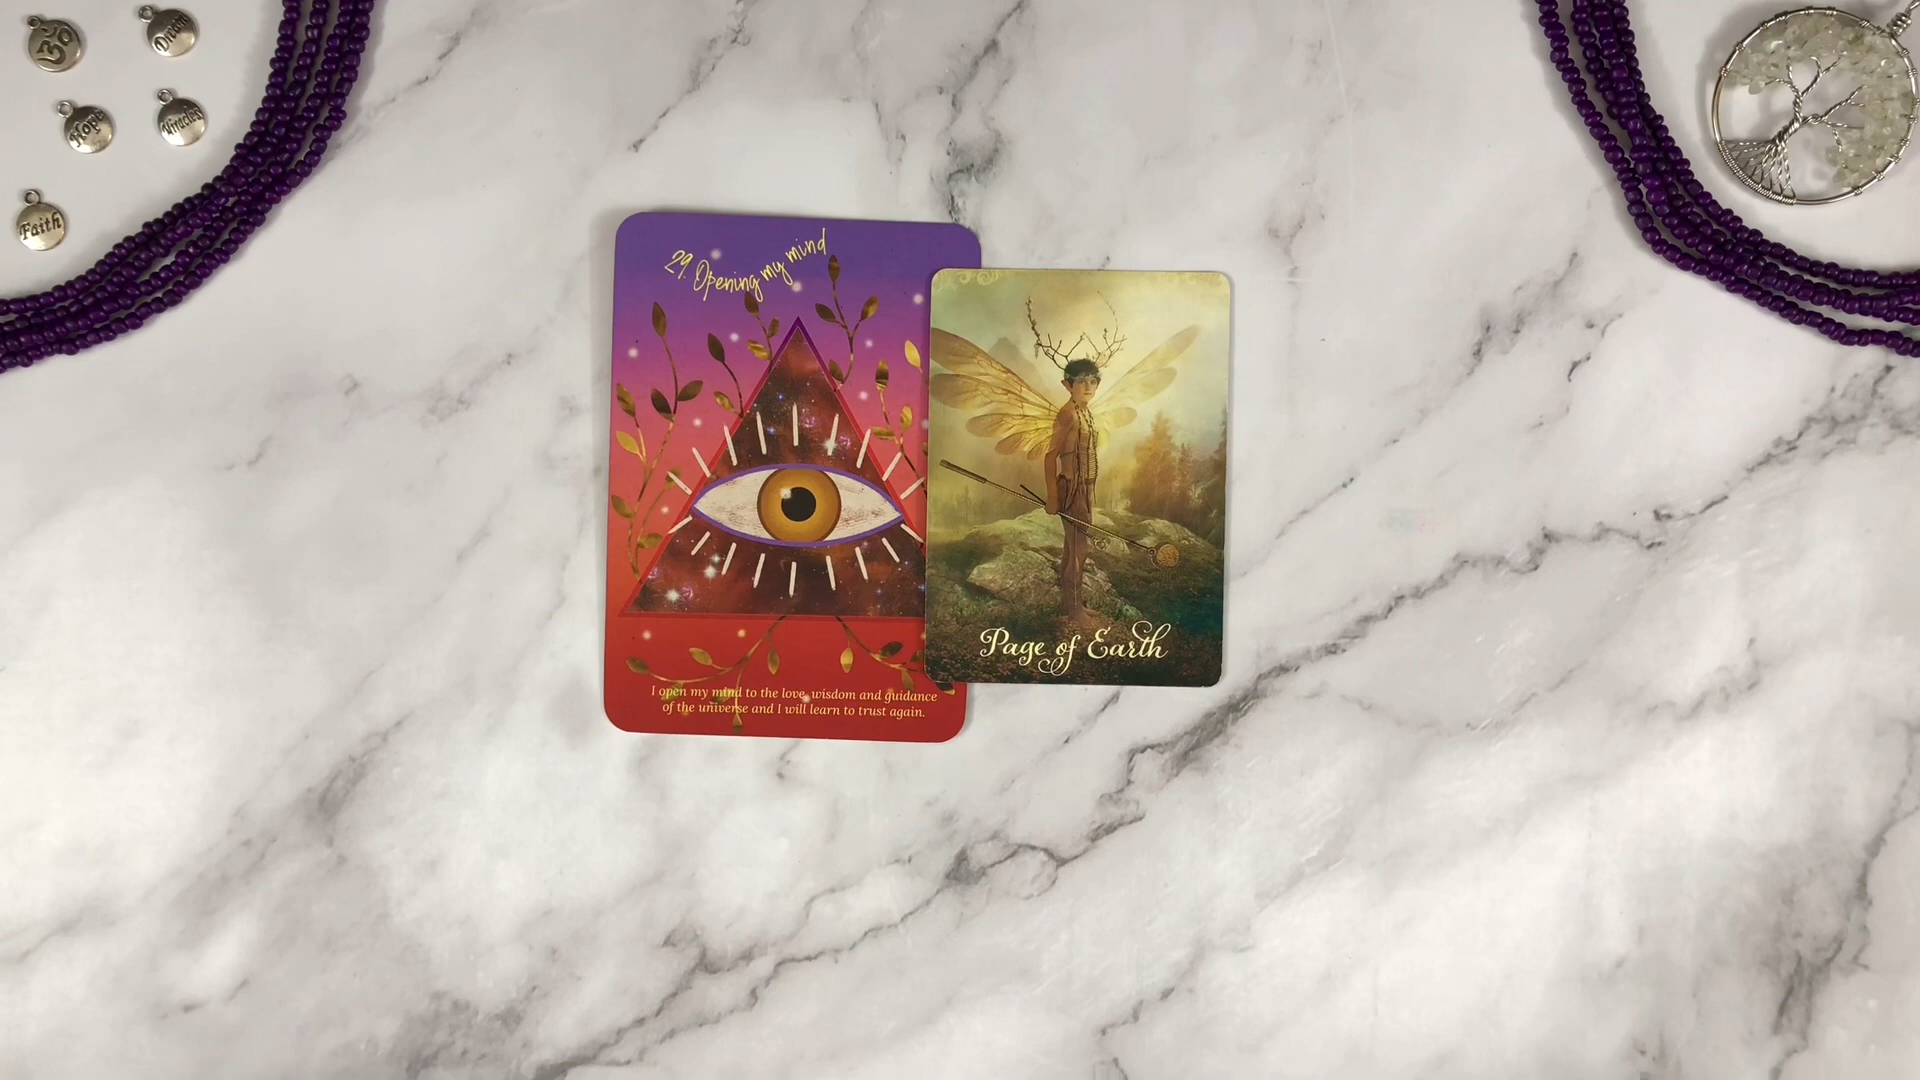 ॐ
Dream
Hope
Miracles
Faith
29. Opening my mind
I open my mind to the love, wisdom and guidance
of the universe and I will learn to trust again.
Page of Earth